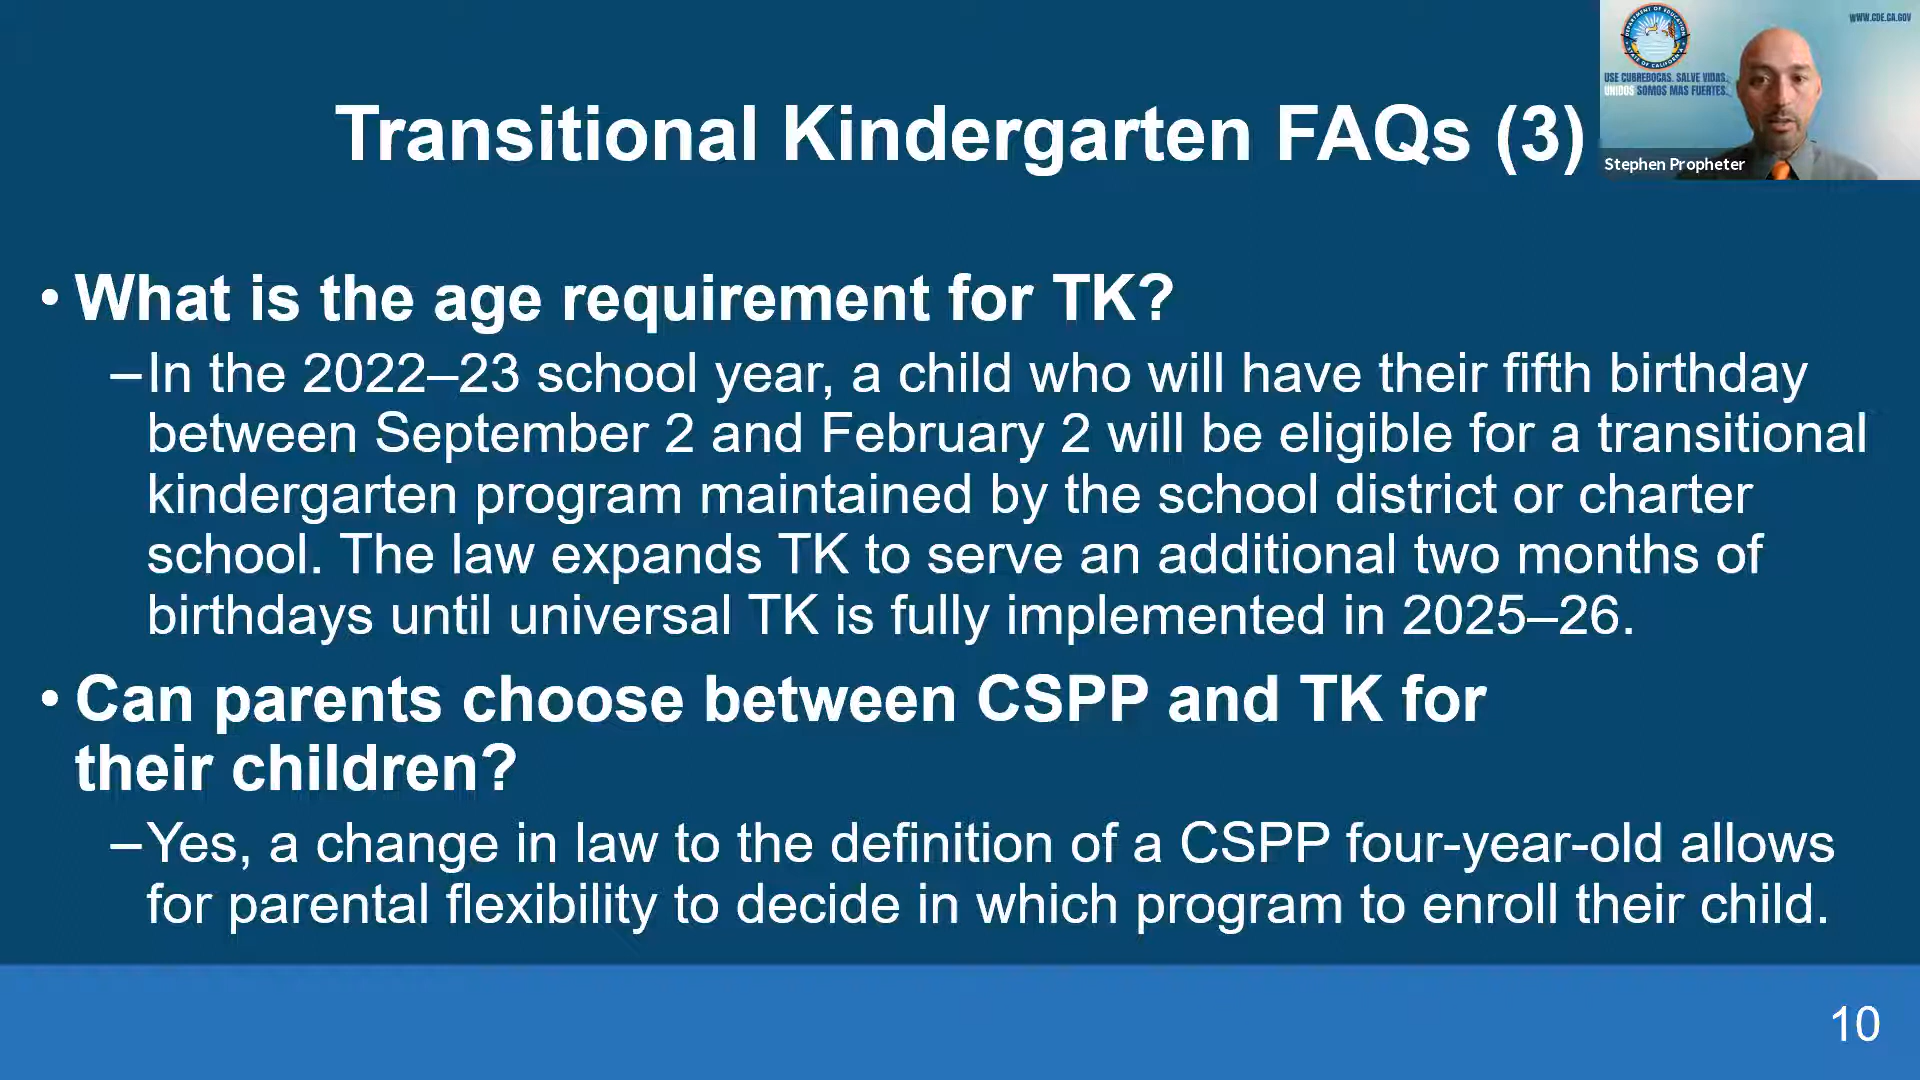 WWW.CDE.CA.GOV
DEPARTMENT OF EDUCATION
STATE OF CALIFORNIA
USE CUBREBOCAS. SALVE VIDAS.
UNIDOS SOMOS MAS FUERTES.
Stephen Propheter
Transitional Kindergarten FAQs (3)
• What is the age requirement for TK?
–In the 2022–23 school year, a child who will have their fifth birthday
between September 2 and February 2 will be eligible for a transitional
kindergarten program maintained by the school district or charter
school. The law expands TK to serve an additional two months of
birthdays until universal TK is fully implemented in 2025–26.
• Can parents choose between CSPP and TK for
their children?
–Yes, a change in law to the definition of a CSPP four-year-old allows
for parental flexibility to decide in which program to enroll their child.
10